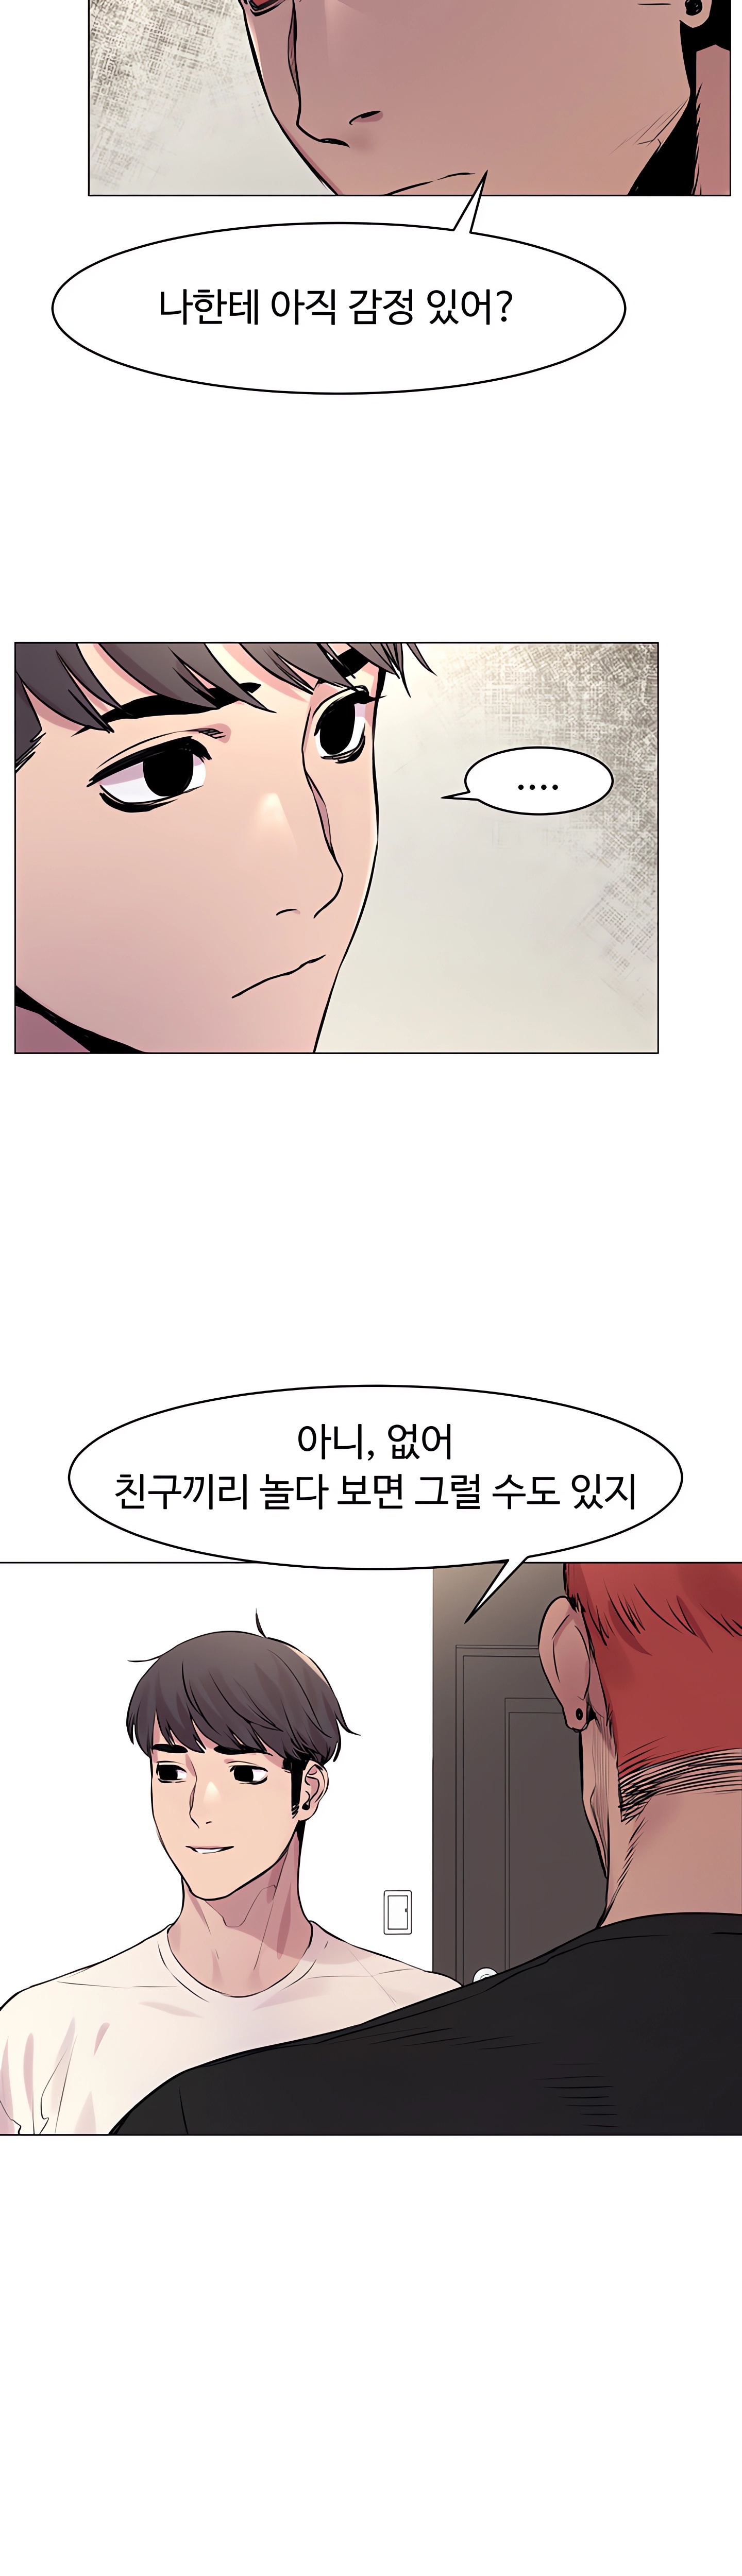 나한테 아직 감정 있어?
....
아니, 없어
친구끼리 놀다 보면 그럴 수도 있지